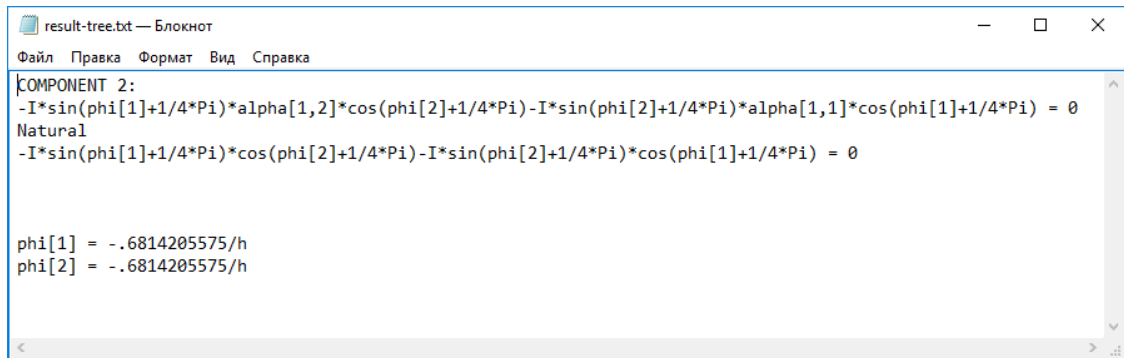 result-tree.txt — Блокнот
Файл Правка Формат Вид Справка
COMPONENT 2:
-I*sin(phi[1]+1/4*Pi)*alpha[1,2]*cos(phi[2]+1/4*Pi)-I*sin(phi[2]+1/4*Pi)*alpha[1,1]*cos(phi[1]+1/4*Pi) = 0
Natural
-I*sin(phi[1]+1/4*Pi)*cos(phi[2]+1/4*Pi)-I*sin(phi[2]+1/4*Pi)*cos(phi[1]+1/4*Pi) = 0
phi[1] = -.6814205575/h
phi[2] = -.6814205575/h